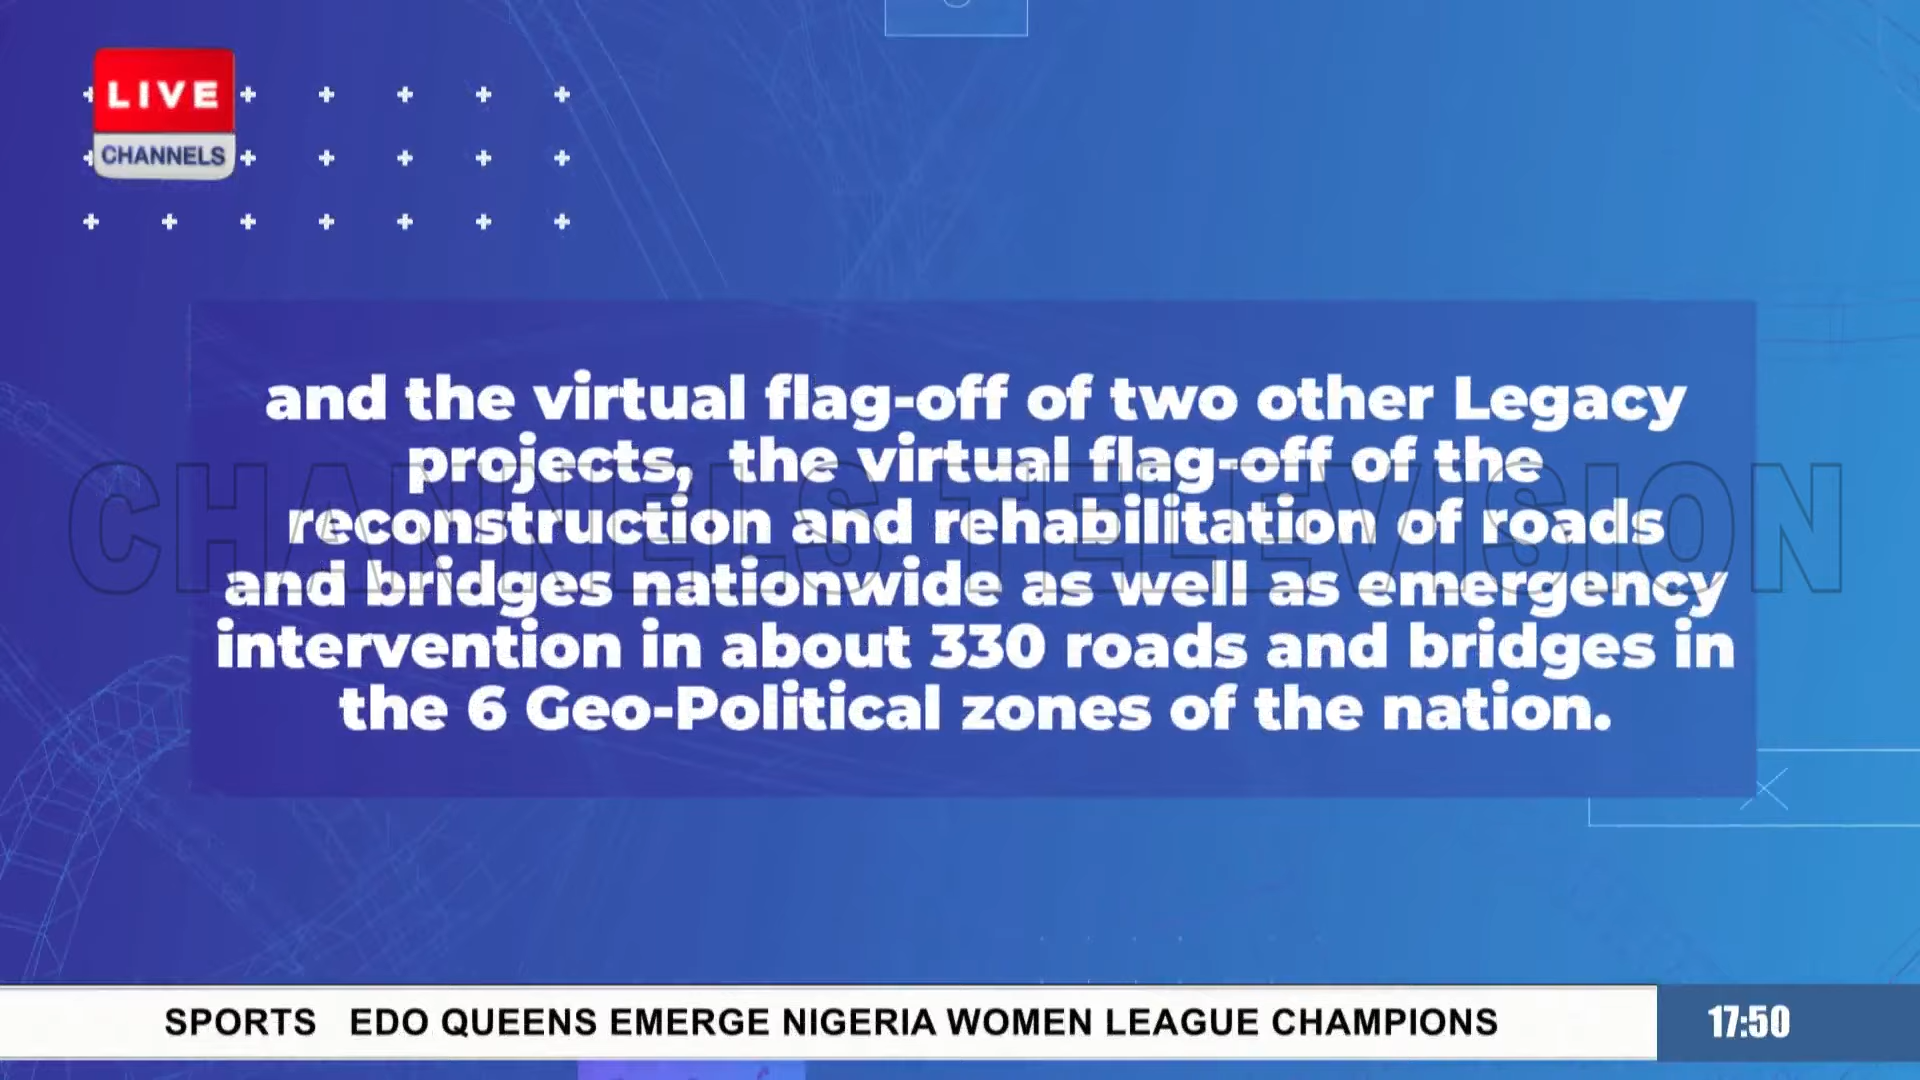 LIVE
CHANNELS
and the virtual flag-off of two other Legacy
projects,  the virtual flag-off of the
reconstruction and rehabilitation of roads
and bridges nationwide as well as emergency
intervention in about 330 roads and bridges in
the 6 Geo-Political zones of the nation.
CHANNELS TELEVISION
SPORTS EDO QUEENS EMERGE NIGERIA WOMEN LEAGUE CHAMPIONS
17:50